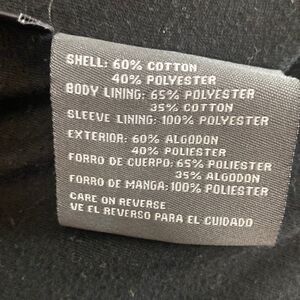 SHELL: 60% COTTON
40% POLYESTER
BODY LINING: 65% POLYESTER
35% COTTON
SLEEVE LINING: 100% POLYESTER
EXTERIOR: 60% ALGODON
40% POLIESTER
FORRO DE CUERPO: 65% POLIESTER
35% ALGODON
FORRO DE MANGA: 100% POLIESTER
CARE ON REVERSE
VE EL REVERSO PARA EL CUIDADO